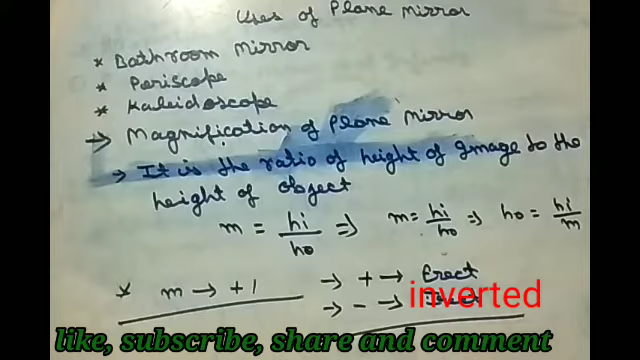 Uses of Plane Mirror
* Bathroom Mirror
* Periscope
* Kaleidoscope
→ Magnification of Plane Mirror
→ It is the ratio of height of Image to the
height of object
m = hi/ho ⇒ m = hi/ho ⇒ ho = hi/m
* m → +1 → + → Erect
→ - → inverted
like, subscribe, share and comment